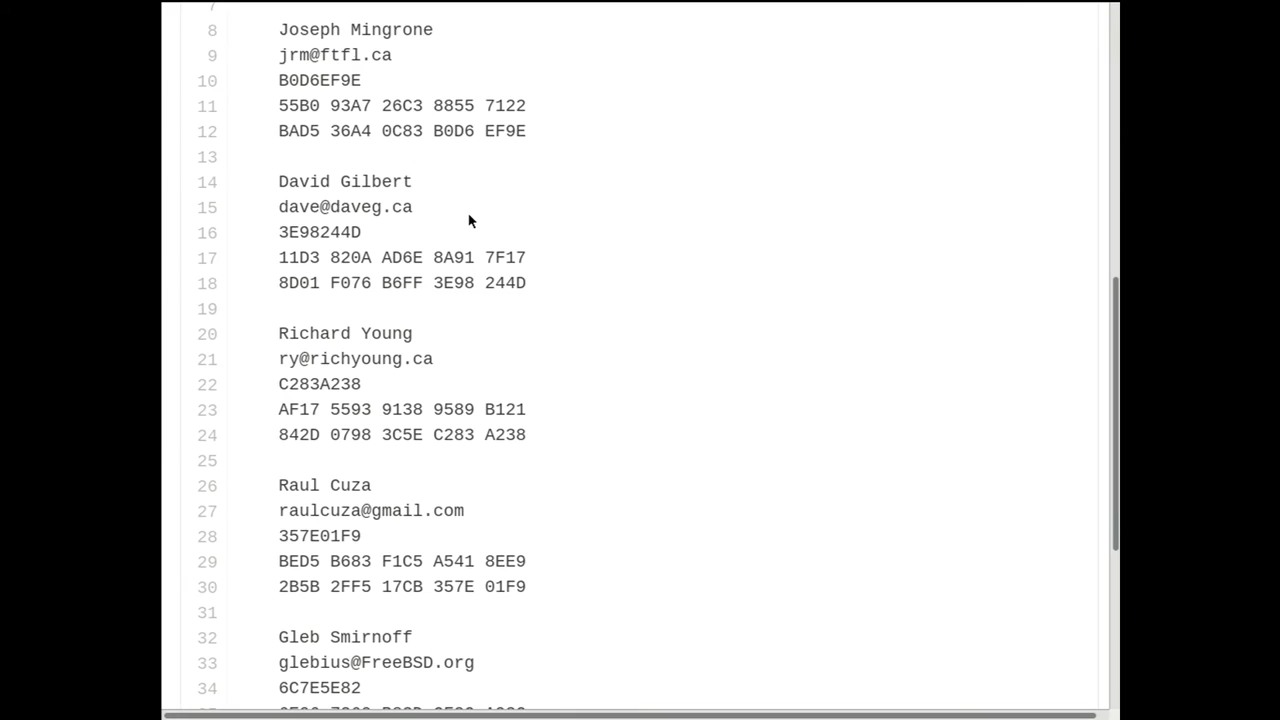 8 Joseph Mingrone
9 jrm@ftfl.ca
10 B0D6EF9E
11 55B0 93A7 26C3 8855 7122
12 BAD5 36A4 0C83 B0D6 EF9E
13
14 David Gilbert
15 dave@daveg.ca
16 3E98244D
17 11D3 820A AD6E 8A91 7F17
18 8D01 F076 B6FF 3E98 244D
19
20 Richard Young
21 ry@richyoung.ca
22 C283A238
23 AF17 5593 9138 9589 B121
24 842D 0798 3C5E C283 A238
25
26 Raul Cuza
27 raulcuza@gmail.com
28 357E01F9
29 BED5 B683 F1C5 A541 8EE9
30 2B5B 2FF5 17CB 357E 01F9
31
32 Gleb Smirnoff
33 glebius@FreeBSD.org
34 6C7E5E82